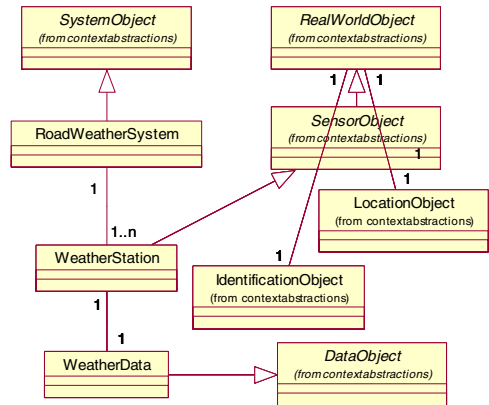 SystemObject
(from contextabstractions)
RealWorldObject
(from contextabstractions)
1
1
RoadWeatherSystem
SensorObject
(from contextabstractions)
1
1
1
LocationObject
(from contextabstractions)
1..n
WeatherStation
1
IdentificationObject
(from contextabstractions)
1
1
WeatherData
DataObject
(from contextabstractions)